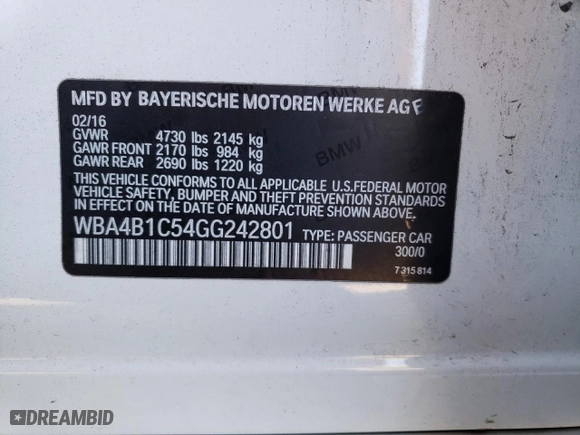 MFD BY BAYERISCHE MOTOREN WERKE AG
02/16
GVWR 4730 lbs 2145 kg
GAWR FRONT 2170 lbs 984 kg
GAWR REAR 2690 lbs 1220 kg
THIS VEHICLE CONFORMS TO ALL APPLICABLE U.S.FEDERAL MOTOR
VEHICLE SAFETY, BUMPER AND THEFT PREVENTION STANDARDS
IN EFFECT ON THE DATE OF MANUFACTURE SHOWN ABOVE.
WBA4B1C54GG242801 TYPE: PASSENGER CAR
300/0
7 315 814
BMW
DREAMBID